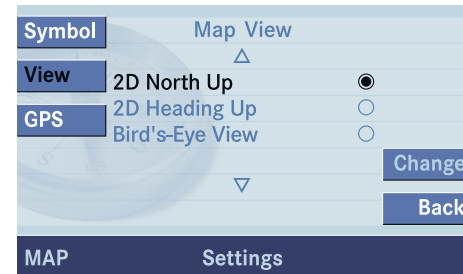 Symbol
Map View
View
2D North Up
2D Heading Up
GPS
Bird's-Eye View
Change
Back
MAP
Settings